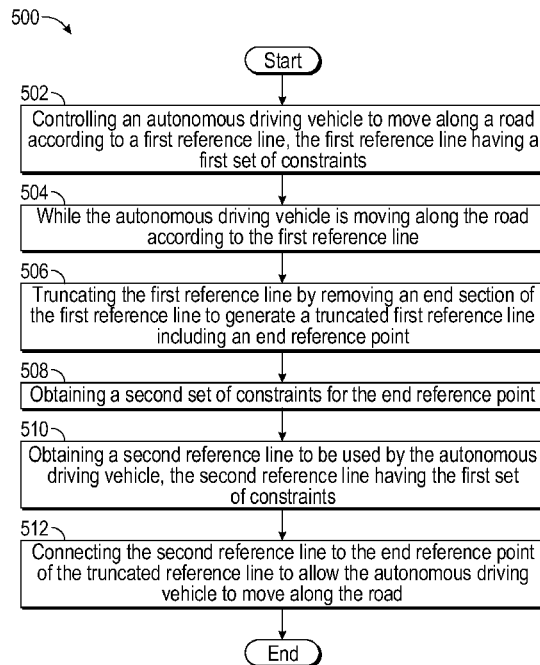 500
Start
502
Controlling an autonomous driving vehicle to move along a road
according to a first reference line, the first reference line having a
first set of constraints
504
While the autonomous driving vehicle is moving along the road
according to the first reference line
506
Truncating the first reference line by removing an end section of
the first reference line to generate a truncated first reference line
including an end reference point
508
Obtaining a second set of constraints for the end reference point
510
Obtaining a second reference line to be used by the autonomous
driving vehicle, the second reference line having the first set
of constraints
512
Connecting the second reference line to the end reference point
of the truncated reference line to allow the autonomous driving
vehicle to move along the road
End